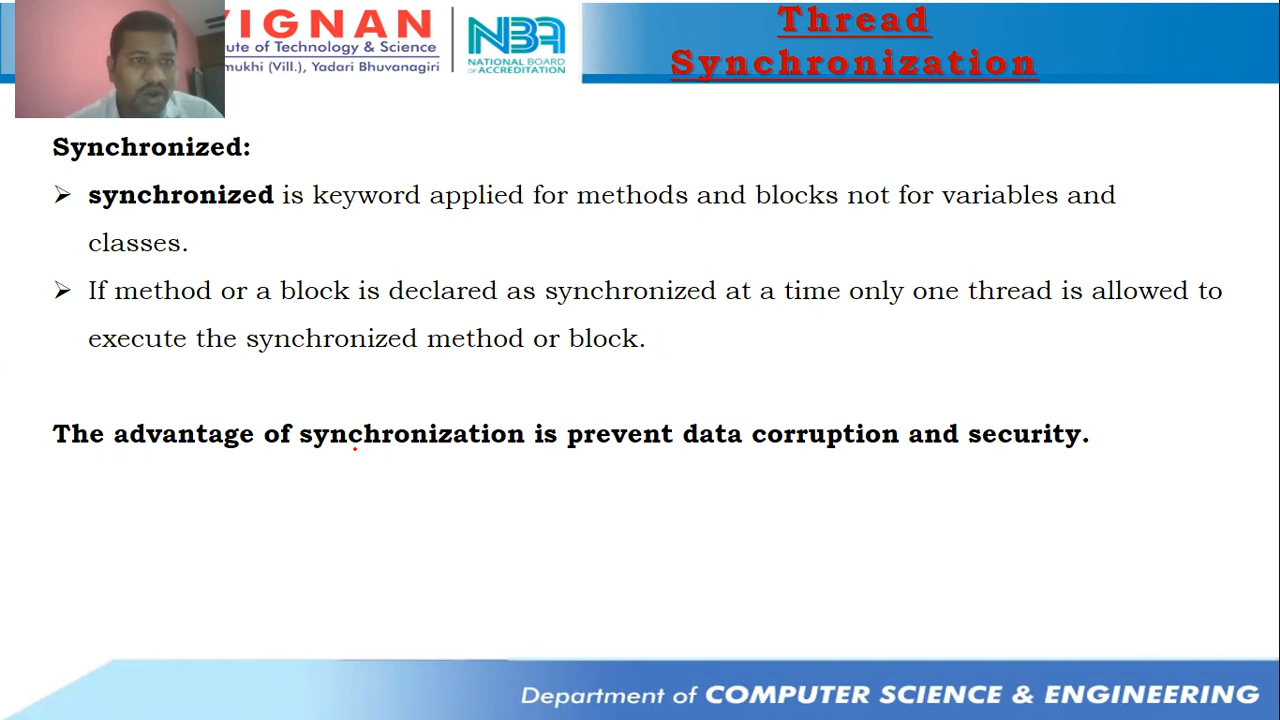 VIGNAN
tute of Technology & Science
mukhi (Vill.), Yadari Bhuvanagiri
NBA
NATIONAL BOARD
OF ACCREDITATION
Thread
Synchronization
Synchronized:
➢ synchronized is keyword applied for methods and blocks not for variables and
classes.
➢ If method or a block is declared as synchronized at a time only one thread is allowed to
execute the synchronized method or block.
The advantage of synchronization is prevent data corruption and security.
Department of COMPUTER SCIENCE & ENGINEERING